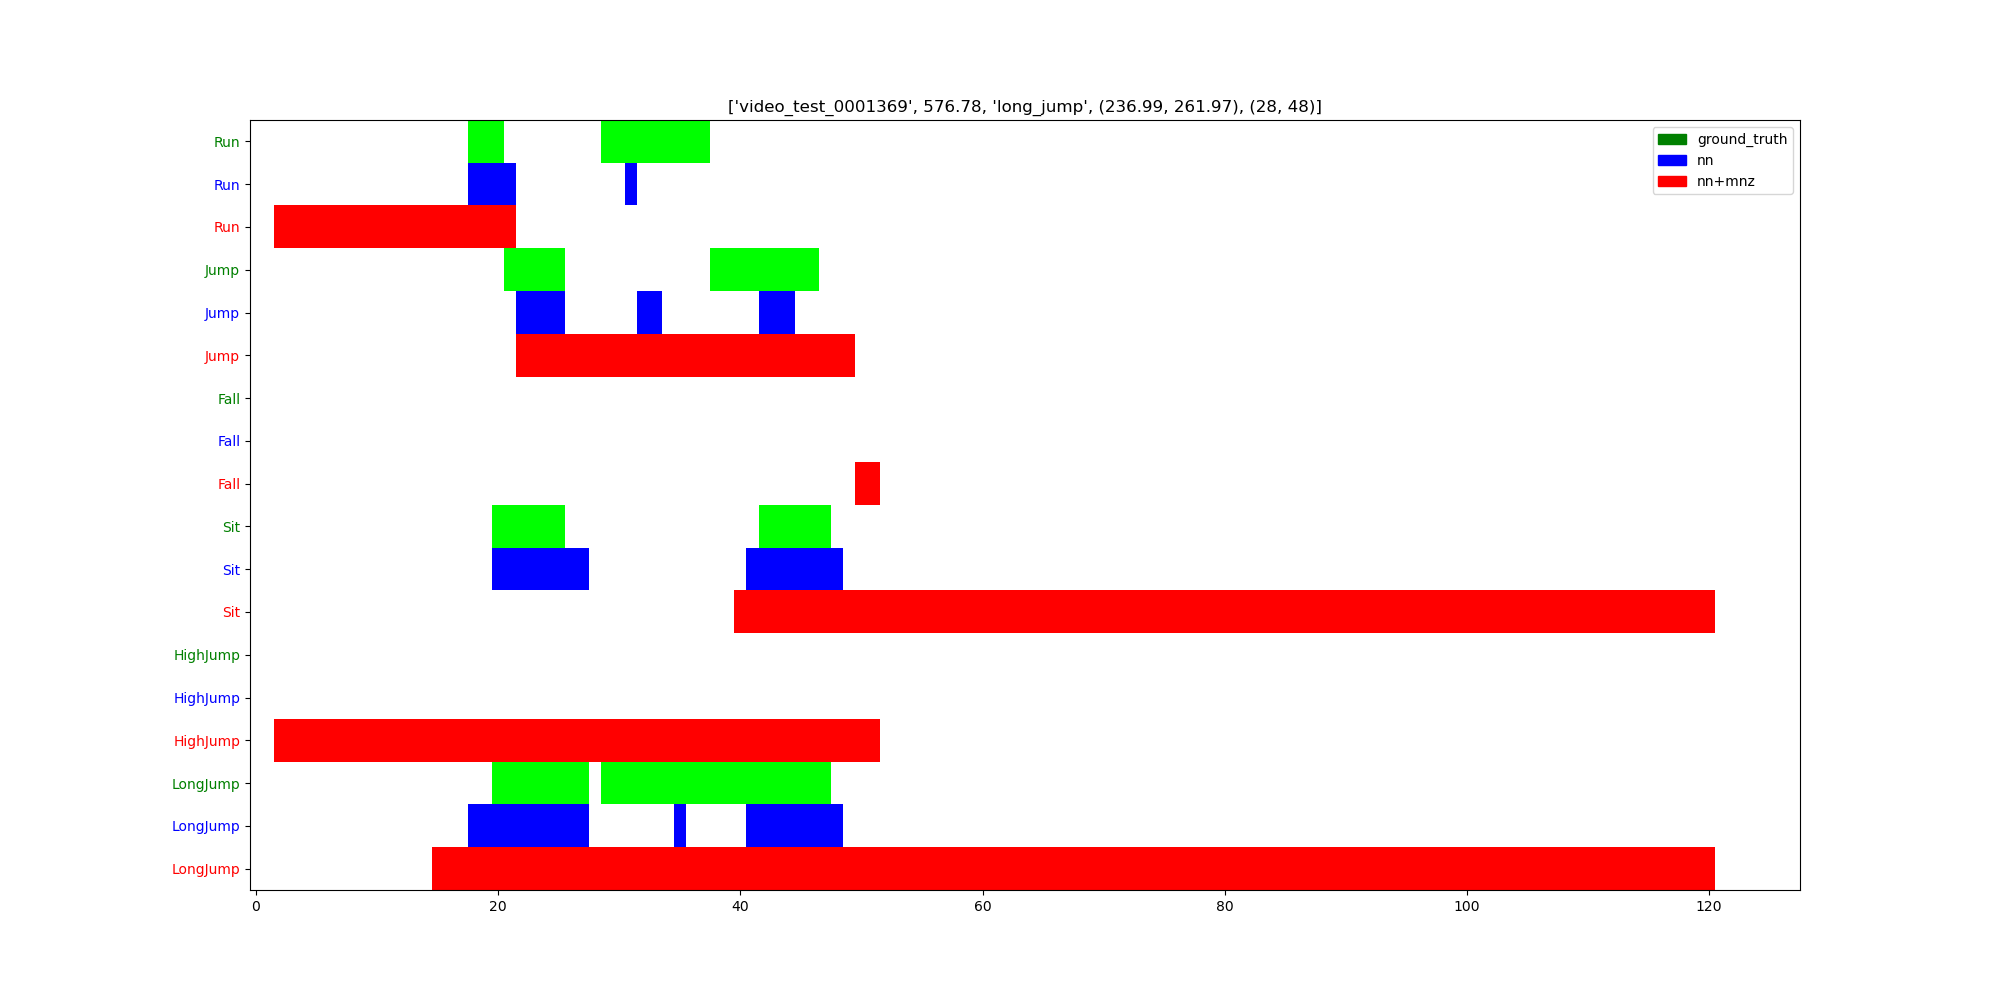 ['video_test_0001369', 576.78, 'long_jump', (236.99, 261.97), (28, 48)]
ground_truth
nn
nn+mnz
Run
Run
Run
Jump
Jump
Jump
Fall
Fall
Fall
Sit
Sit
Sit
HighJump
HighJump
HighJump
LongJump
LongJump
LongJump
0 20 40 60 80 100 120